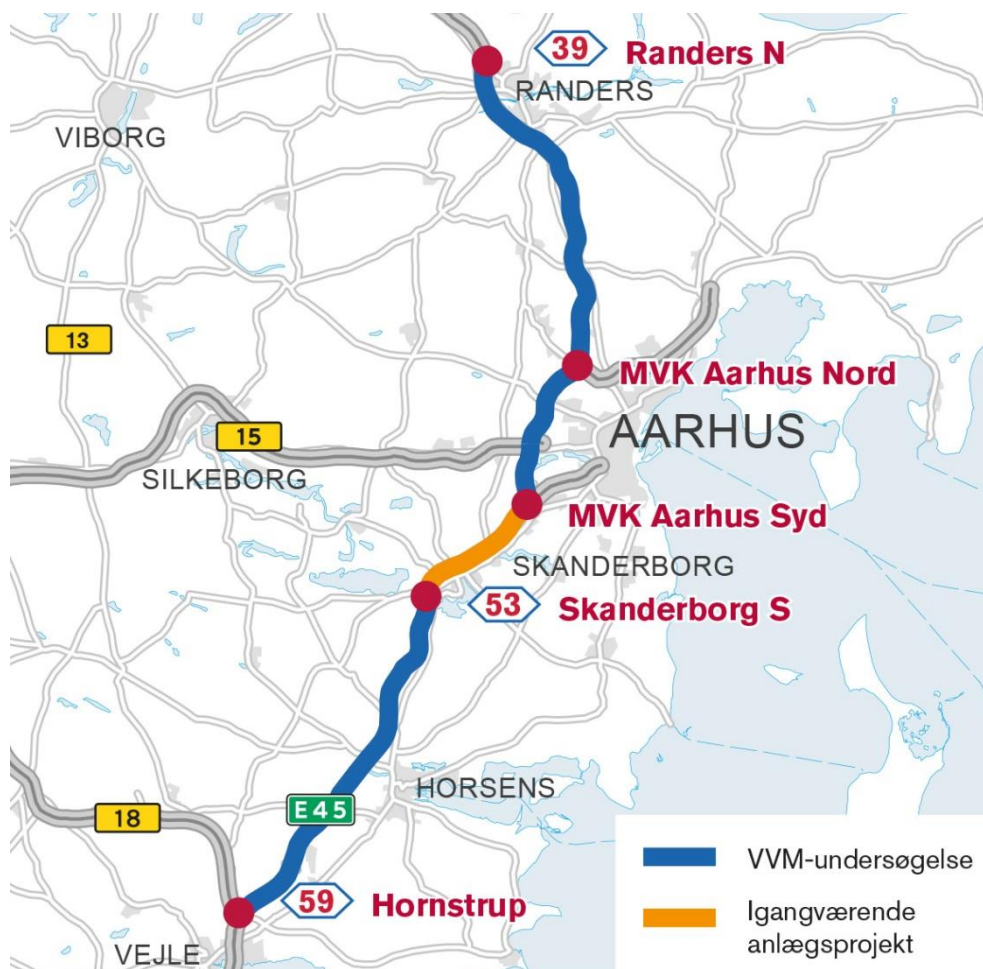 39 Randers N
RANDERS
VIBORG
13
MVK Aarhus Nord
AARHUS
15
SILKEBORG
MVK Aarhus Syd
SKANDERBORG
53 Skanderborg S
HORSENS
E45
18
59 Hornstrup
VEJLE
VVM-undersøgelse
Igangværende
anlægsprojekt